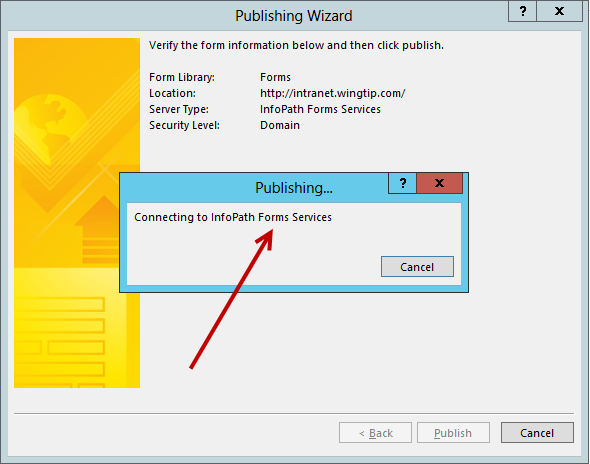 Publishing Wizard
? X
Verify the form information below and then click publish.
Form Library: Forms
Location: http://intranet.wingtip.com/
Server Type: InfoPath Forms Services
Security Level: Domain
Publishing...
? X
Connecting to InfoPath Forms Services
Cancel
< Back Publish Cancel